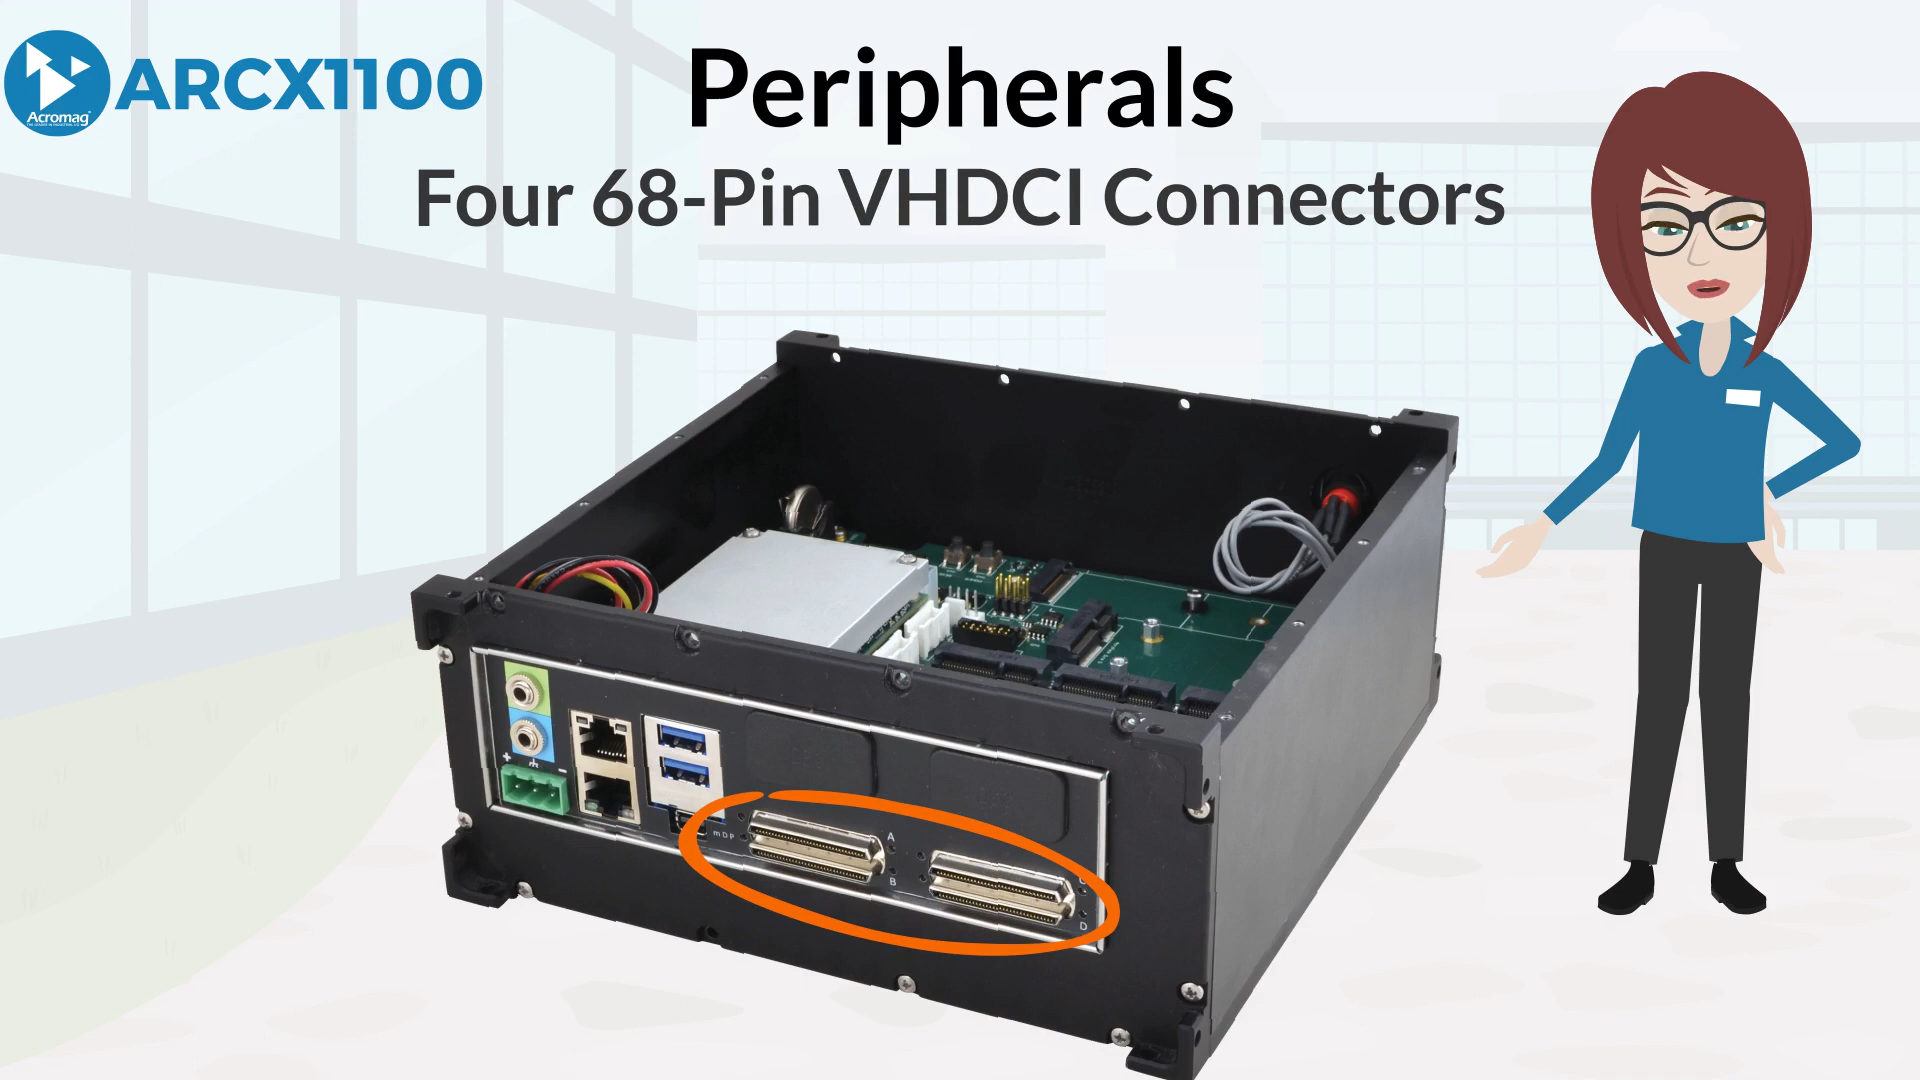 ARCX1100
Acromag
Peripherals
Four 68-Pin VHDCI Connectors
+
-
mDP
A
B
D